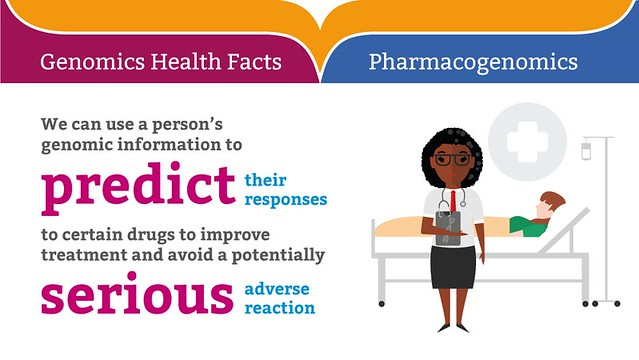 Genomics Health Facts
Pharmacogenomics
We can use a person's
genomic information to
predict their
responses
to certain drugs to improve
treatment and avoid a potentially
serious adverse
reaction